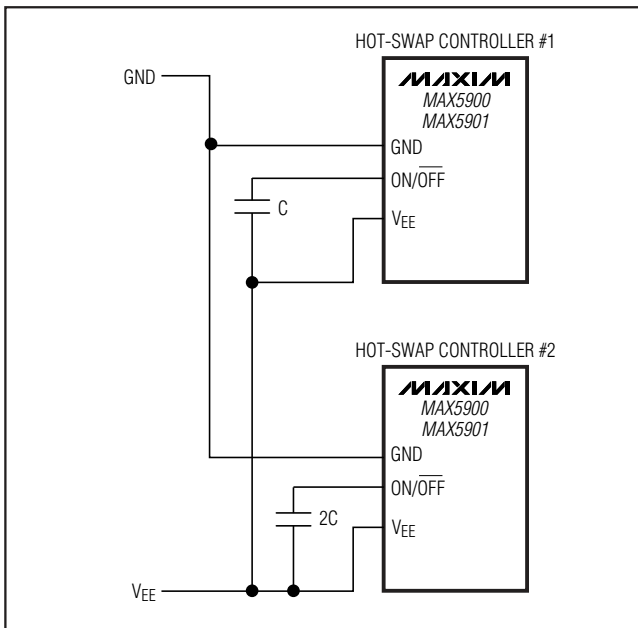 HOT-SWAP CONTROLLER #1
GND
MAXIM
MAX5900
MAX5901
GND
ON/OFF
C
VEE
HOT-SWAP CONTROLLER #2
MAXIM
MAX5900
MAX5901
GND
ON/OFF
2C
VEE
VEE